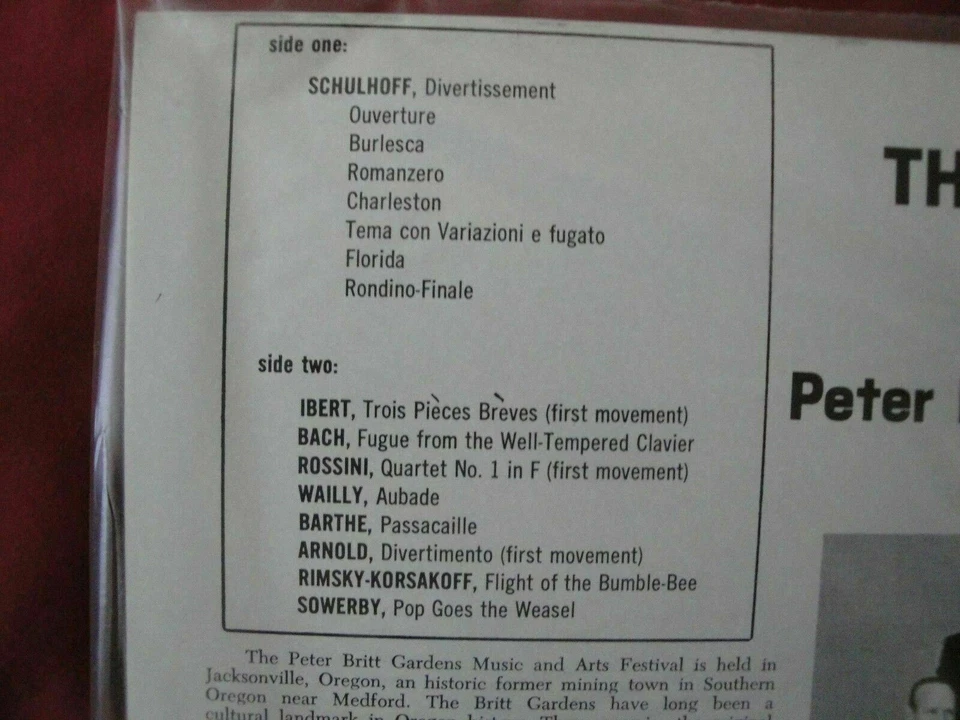 side one:
SCHULHOFF, Divertissement
Ouverture
Burlesca
Romanzero
Charleston
Tema con Variazioni e fugato
Florida
Rondino-Finale
side two:
IBERT, Trois Pièces Brèves (first movement)
BACH, Fugue from the Well-Tempered Clavier
ROSSINI, Quartet No. 1 in F (first movement)
WAILLY, Aubade
BARTHE, Passacaille
ARNOLD, Divertimento (first movement)
RIMSKY-KORSAKOFF, Flight of the Bumble-Bee
SOWERBY, Pop Goes the Weasel
The Peter Britt Gardens Music and Arts Festival is held in
Jacksonville, Oregon, an historic former mining town in Southern
Oregon near Medford. The Britt Gardens have long been a
cultural landmark in Oregon
TH
Peter